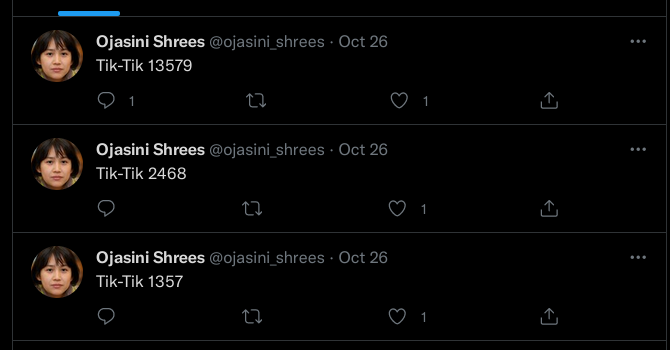 Ojasini Shrees @ojasini_shrees · Oct 26
Tik-Tik 13579
1 1
Ojasini Shrees @ojasini_shrees · Oct 26
Tik-Tik 2468
1
Ojasini Shrees @ojasini_shrees · Oct 26
Tik-Tik 1357
1